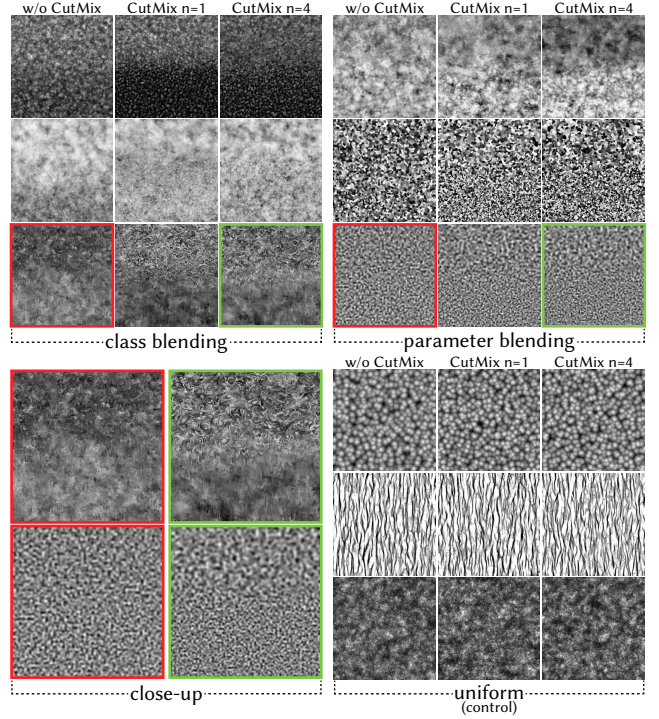 w/o CutMix CutMix n=1 CutMix n=4
w/o CutMix CutMix n=1 CutMix n=4
class blending
parameter blending
w/o CutMix CutMix n=1 CutMix n=4
close-up
uniform
(control)